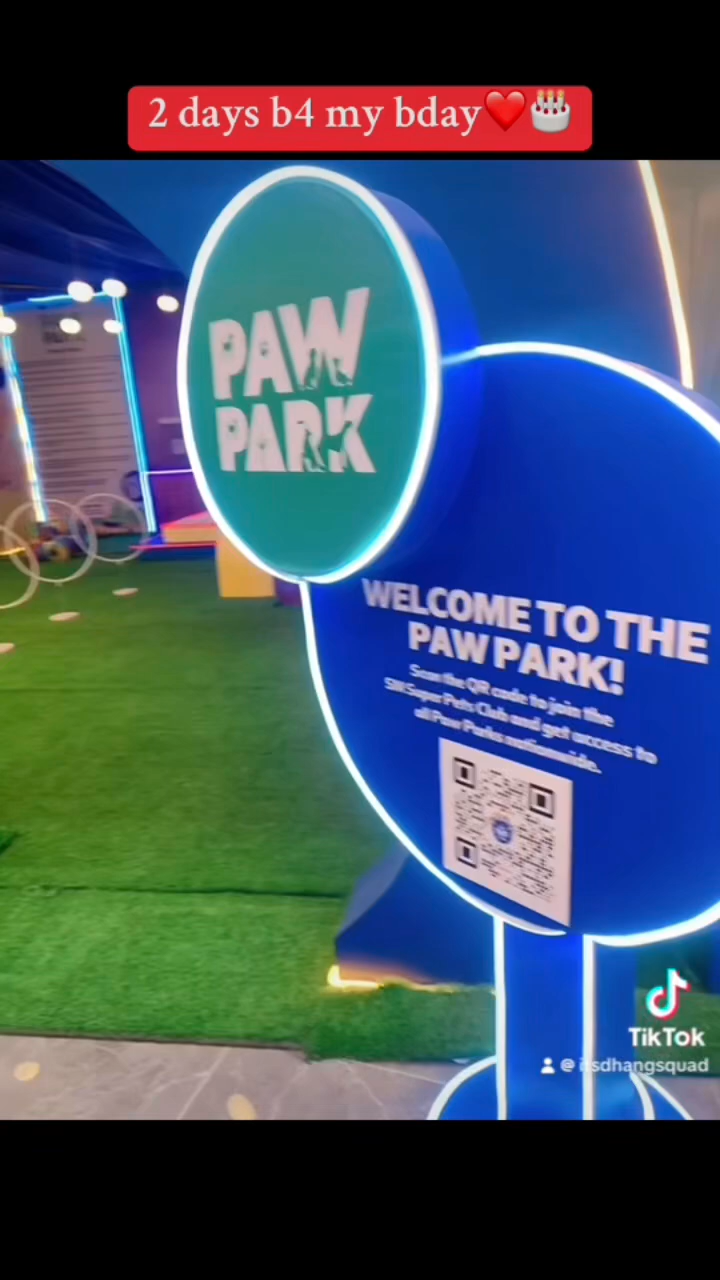 2 days b4 my bday❤️🎂
PAW
PARK
WELCOME TO THE
PAW PARK!
Scan the QR code to join the
SM Super Pets Club and get access to
all Paw Parks nationwide.
TikTok